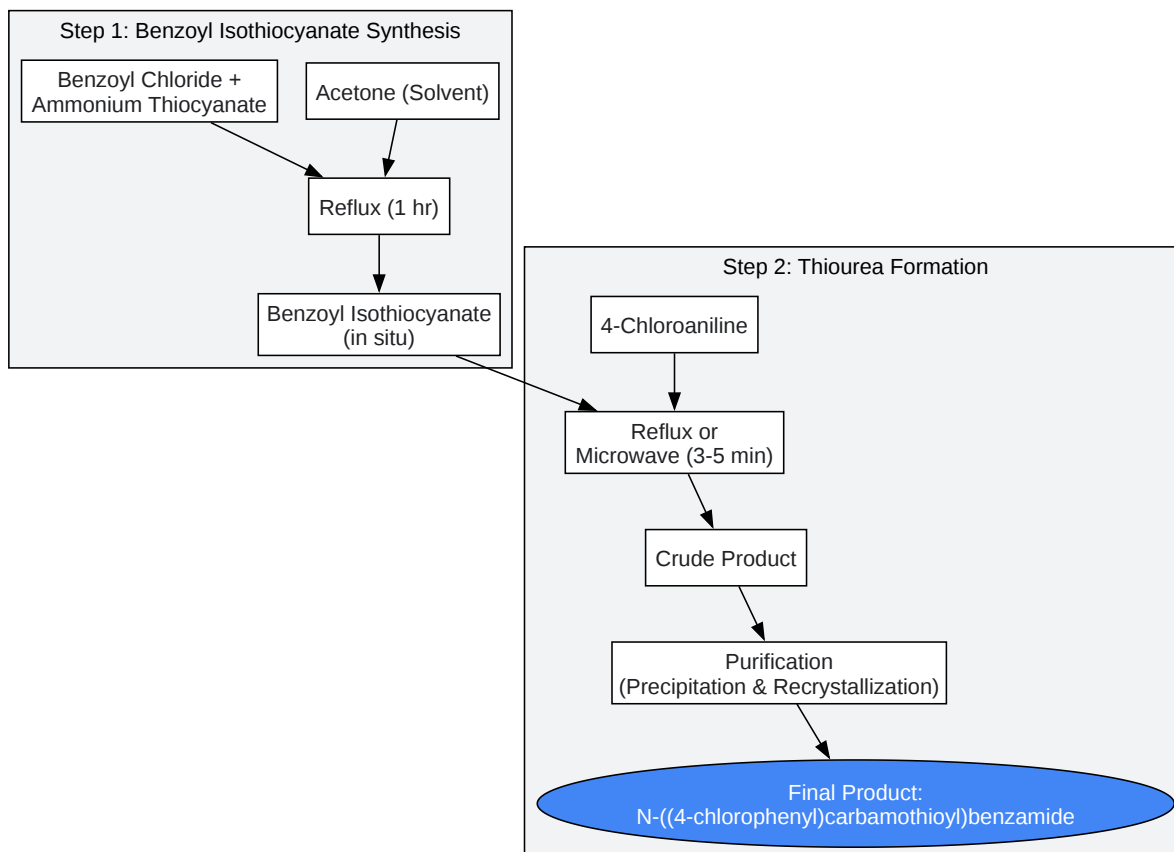 Step 1: Benzoyl Isothiocyanate Synthesis
Benzoyl Chloride +
Ammonium Thiocyanate
Acetone (Solvent)
Reflux (1 hr)
Benzoyl Isothiocyanate
(in situ)
Step 2: Thiourea Formation
4-Chloroaniline
Reflux or
Microwave (3-5 min)
Crude Product
Purification
(Precipitation & Recrystallization)
Final Product:
N-((4-chlorophenyl)carbamothioyl)benzamide